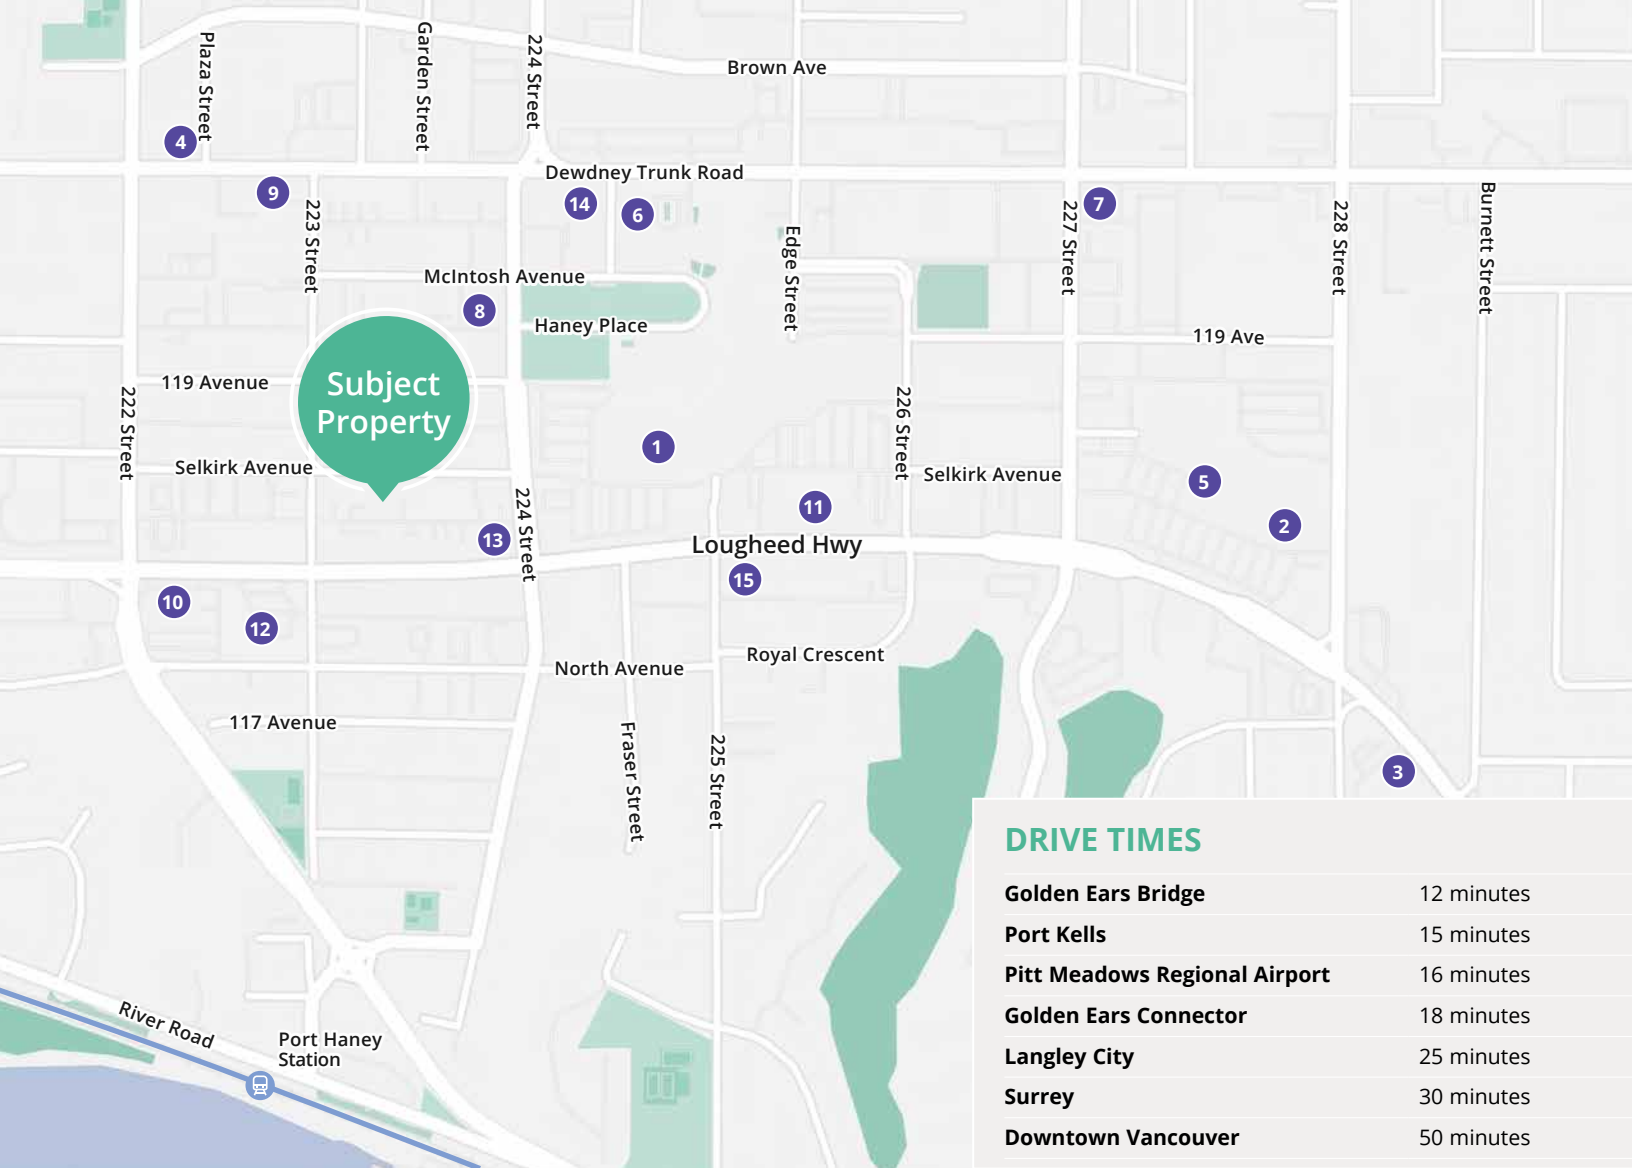 Plaza Street
Garden Street
224 Street
Brown Ave
4
Dewdney Trunk Road
9
14
6
7
223 Street
Edge Street
227 Street
228 Street
Burnett Street
McIntosh Avenue
8
Haney Place
119 Ave
119 Avenue
Subject
Property
222 Street
226 Street
1
Selkirk Avenue
Selkirk Avenue
5
2
11
224 Street
13
Lougheed Hwy
15
10
12
North Avenue
Royal Crescent
117 Avenue
Fraser Street
225 Street
3
River Road
Port Haney
Station
DRIVE TIMES
Golden Ears Bridge 12 minutes
Port Kells 15 minutes
Pitt Meadows Regional Airport 16 minutes
Golden Ears Connector 18 minutes
Langley City 25 minutes
Surrey 30 minutes
Downtown Vancouver 50 minutes